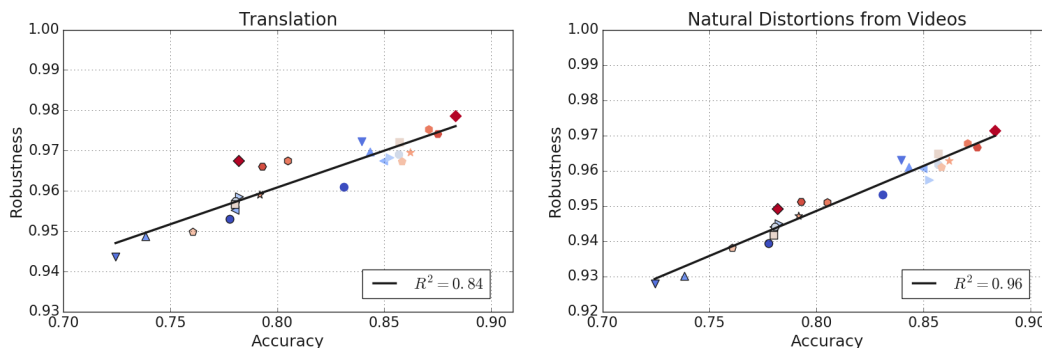 Translation
Robustness
1.00
0.99
0.98
0.97
0.96
0.95
0.94
0.93
0.70 0.75 0.80 0.85 0.90
Accuracy
R² = 0.84
Natural Distortions from Videos
Robustness
1.00
0.99
0.98
0.97
0.96
0.95
0.94
0.93
0.92
0.70 0.75 0.80 0.85 0.90
Accuracy
R² = 0.96